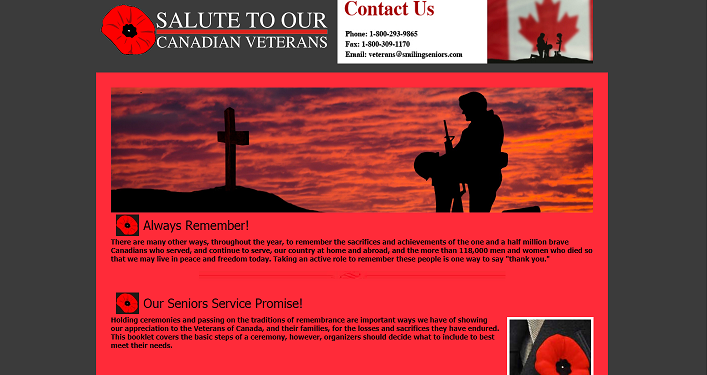 SALUTE TO OUR
CANADIAN VETERANS
Contact Us
Phone: 1-800-293-9865
Fax: 1-800-309-1170
Email: veterans@smilingseniors.com
Always Remember!
There are many other ways, throughout the year, to remember the sacrifices and achievements of the one and a half million brave
Canadians who served, and continue to serve, our country at home and abroad, and the more than 118,000 men and women who died so
that we may live in peace and freedom today. Taking an active role to remember these people is one way to say "thank you."
Our Seniors Service Promise!
Holding ceremonies and passing on the traditions of remembrance are important ways we have of showing
our appreciation to the Veterans of Canada, and their families, for the losses and sacrifices they have endured.
This booklet covers the basic steps of a ceremony, however, organizers should decide what to include to best
meet their needs.